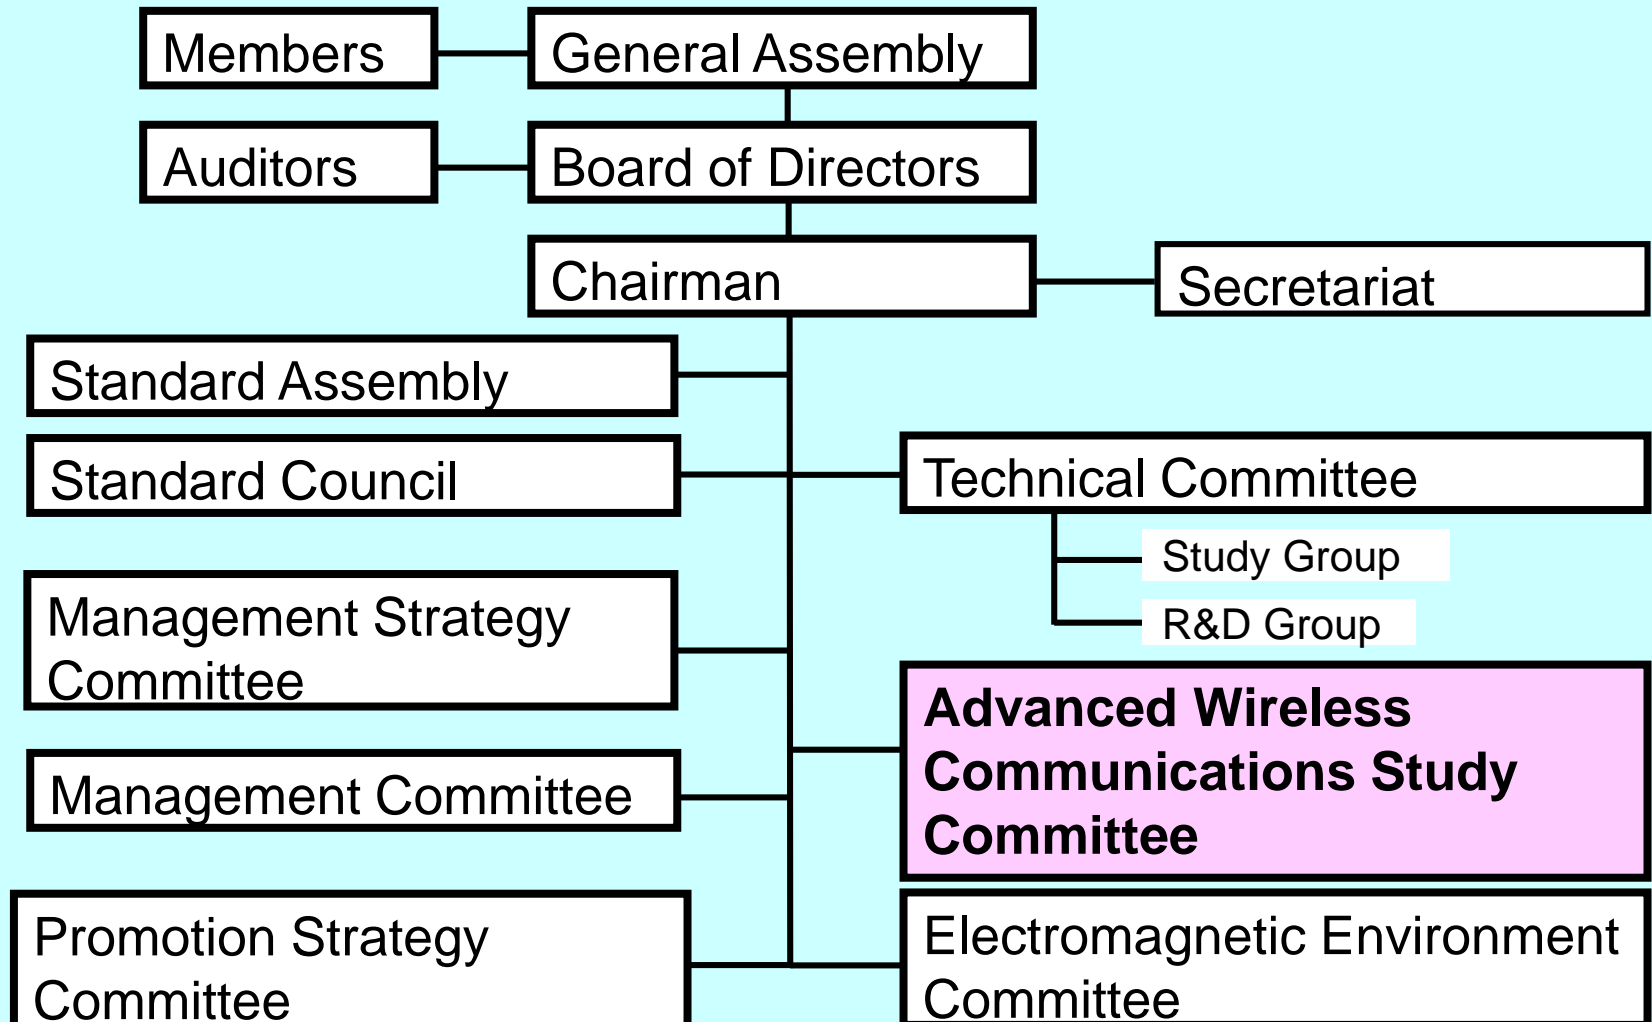 Members
General Assembly
Auditors
Board of Directors
Chairman
Secretariat
Standard Assembly
Standard Council
Technical Committee
Study Group
R&D Group
Management Strategy
Committee
Advanced Wireless
Communications Study
Committee
Management Committee
Promotion Strategy
Committee
Electromagnetic Environment
Committee